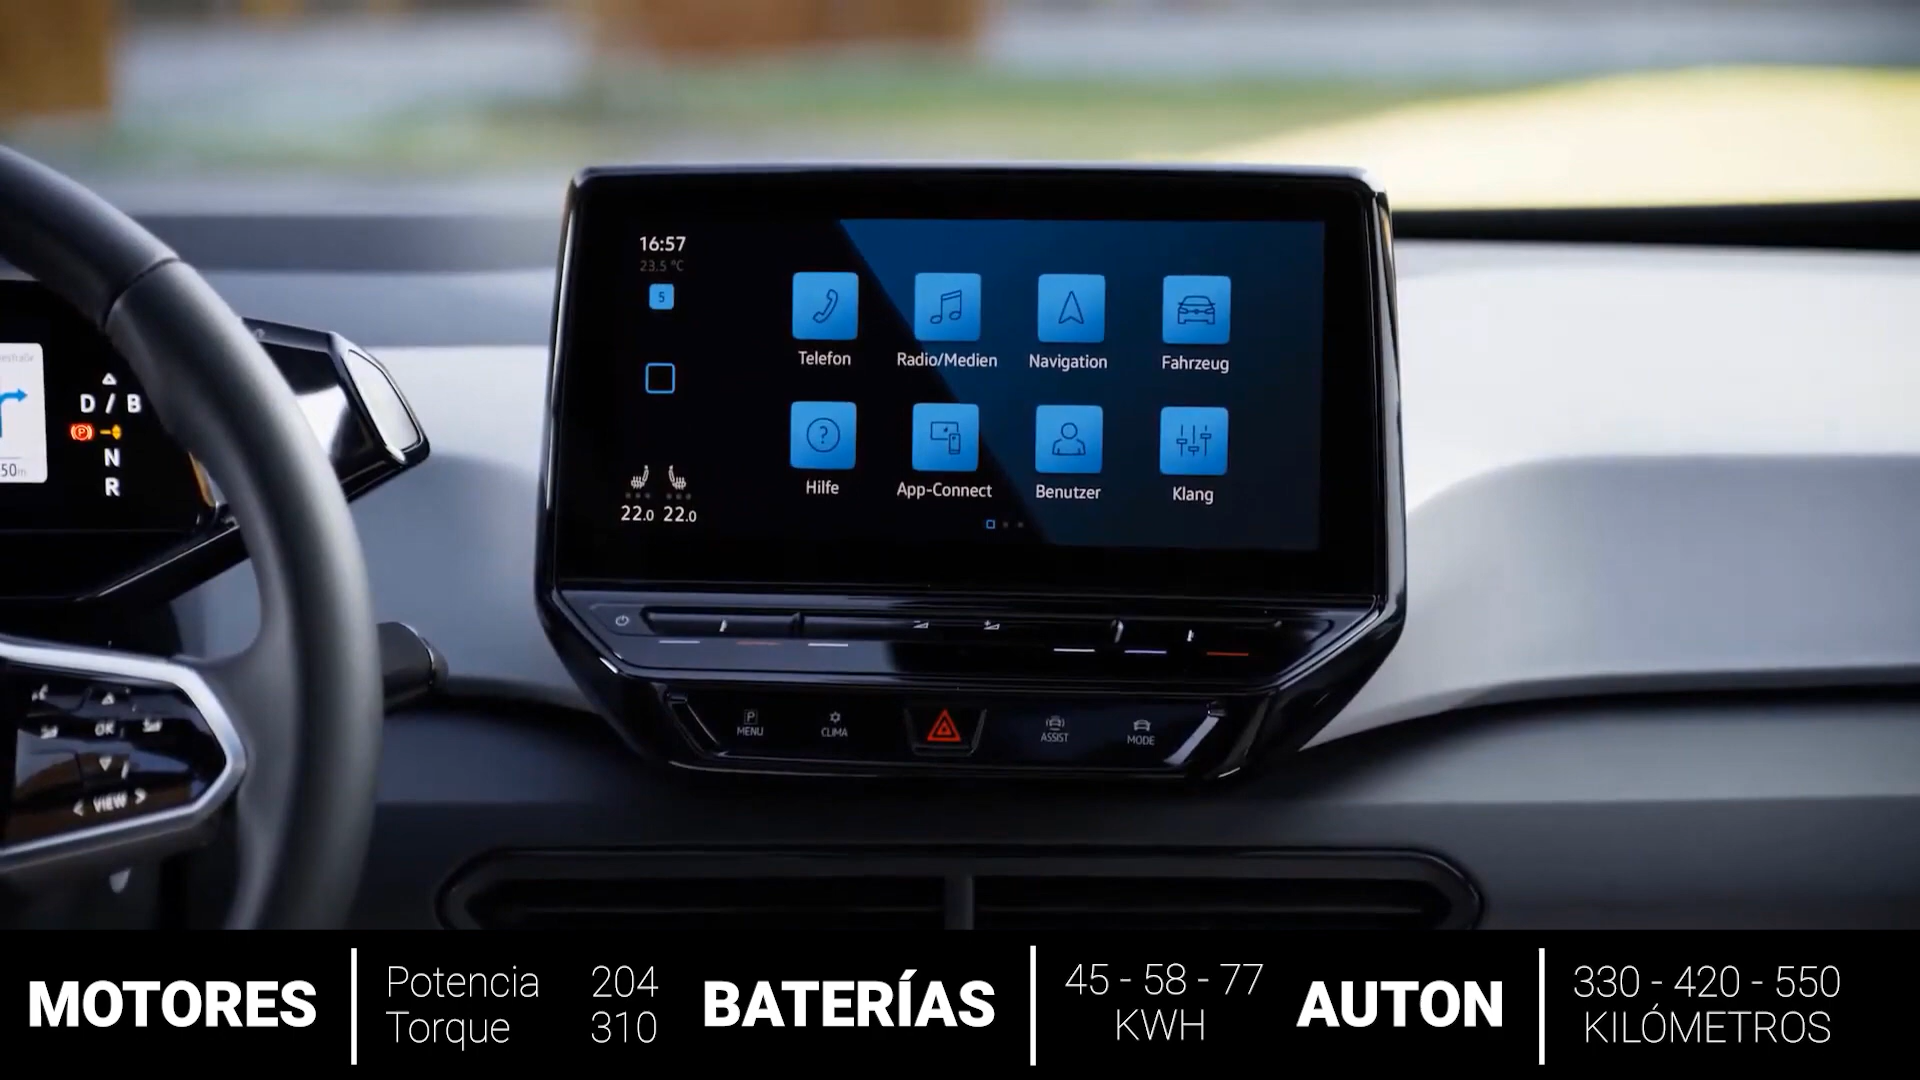 16:57
23.5 °C
5
Telefon
Radio/Medien
Navigation
Fahrzeug
Hilfe
App-Connect
Benutzer
Klang
22.0 22.0
D / B
P
N
R
50m
OK
< VIEW >
P
MENU
CLIMA
ASSIST
MODE
MOTORES
Potencia 204
Torque 310
BATERÍAS
45 - 58 - 77
KWH
AUTON
330 - 420 - 550
KILÓMETROS